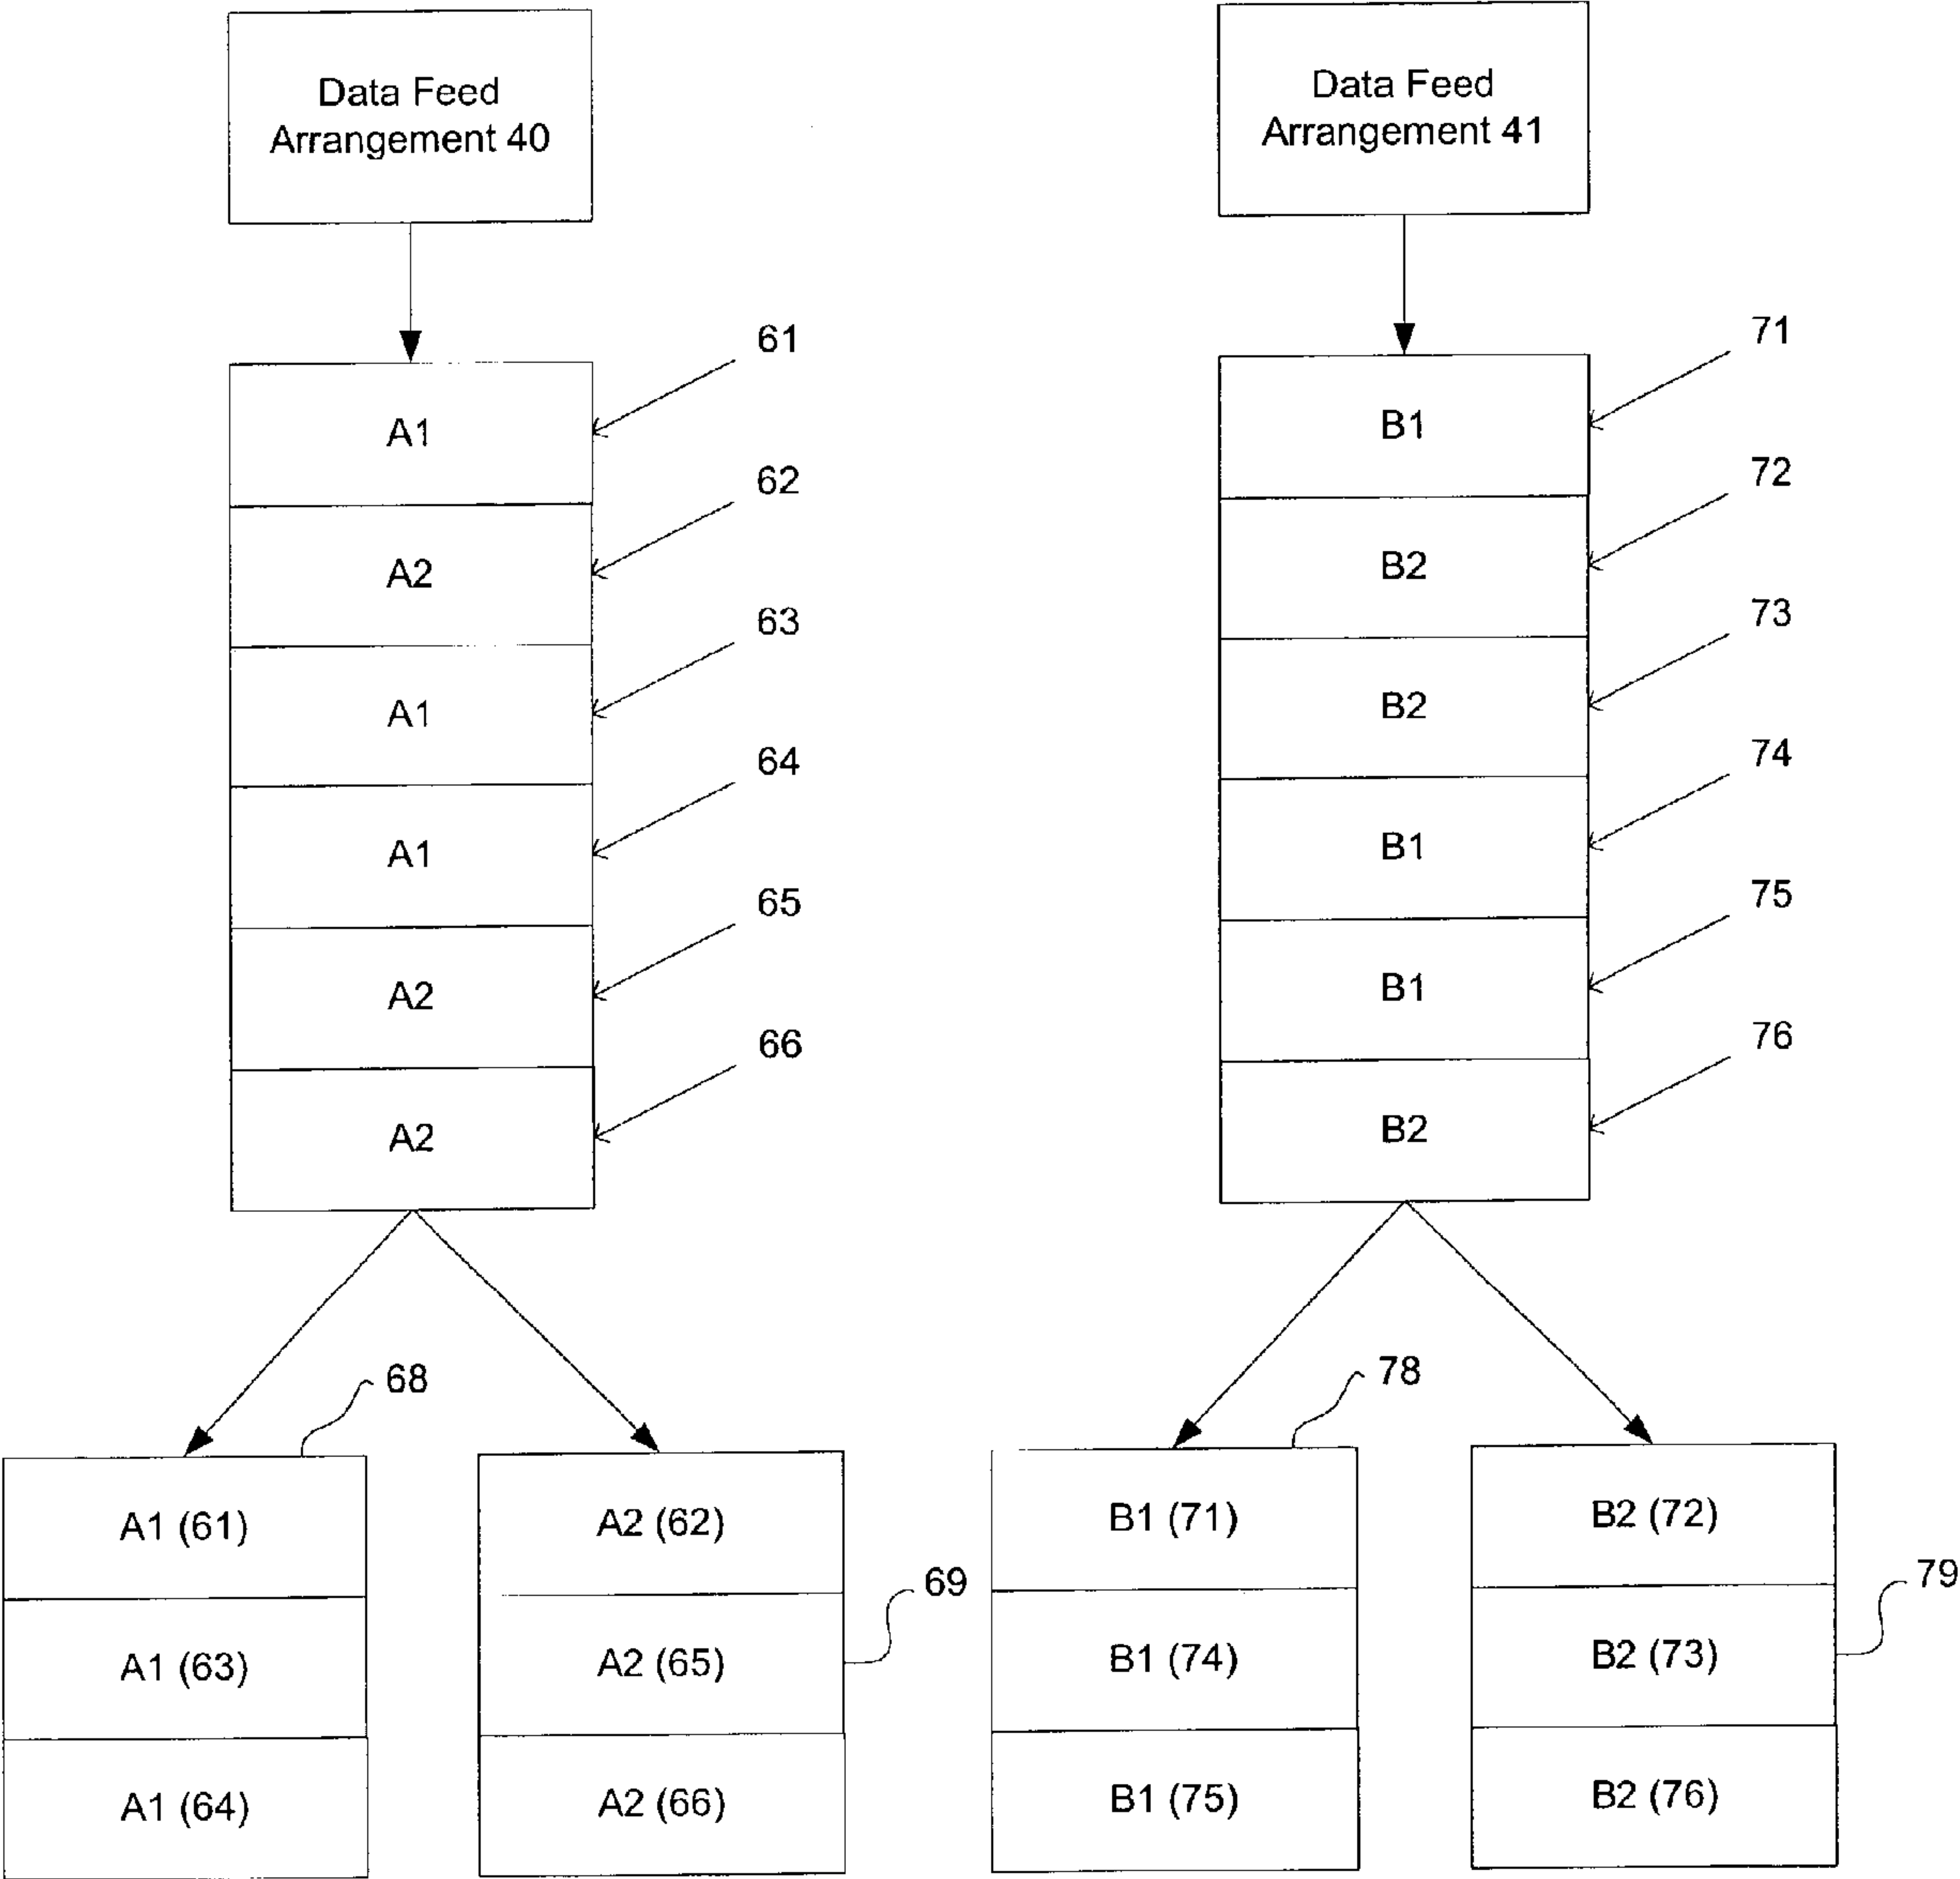 Data Feed
Arrangement 40
Data Feed
Arrangement 41
61
A1
62
A2
63
A1
64
A1
65
A2
66
A2
71
B1
72
B2
73
B2
74
B1
75
B1
76
B2
68
A1 (61)
A1 (63)
A1 (64)
A2 (62)
69
A2 (65)
A2 (66)
78
B1 (71)
B1 (74)
B1 (75)
B2 (72)
79
B2 (73)
B2 (76)